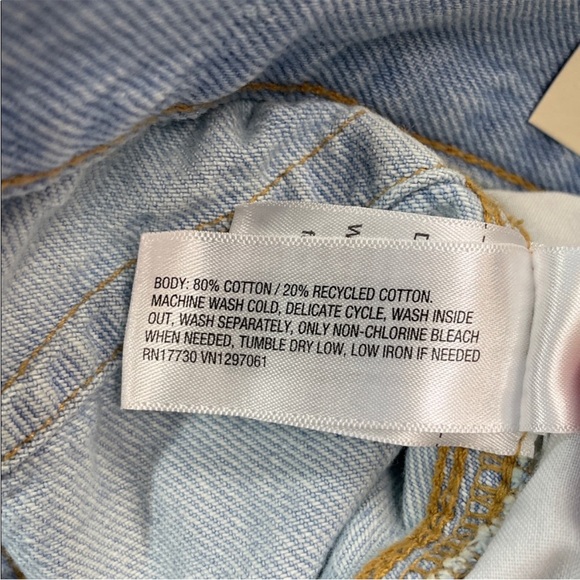 BODY: 80% COTTON / 20% RECYCLED COTTON.
MACHINE WASH COLD, DELICATE CYCLE, WASH INSIDE
OUT, WASH SEPARATELY, ONLY NON-CHLORINE BLEACH
WHEN NEEDED, TUMBLE DRY LOW, LOW IRON IF NEEDED
RN17730 VN1297061